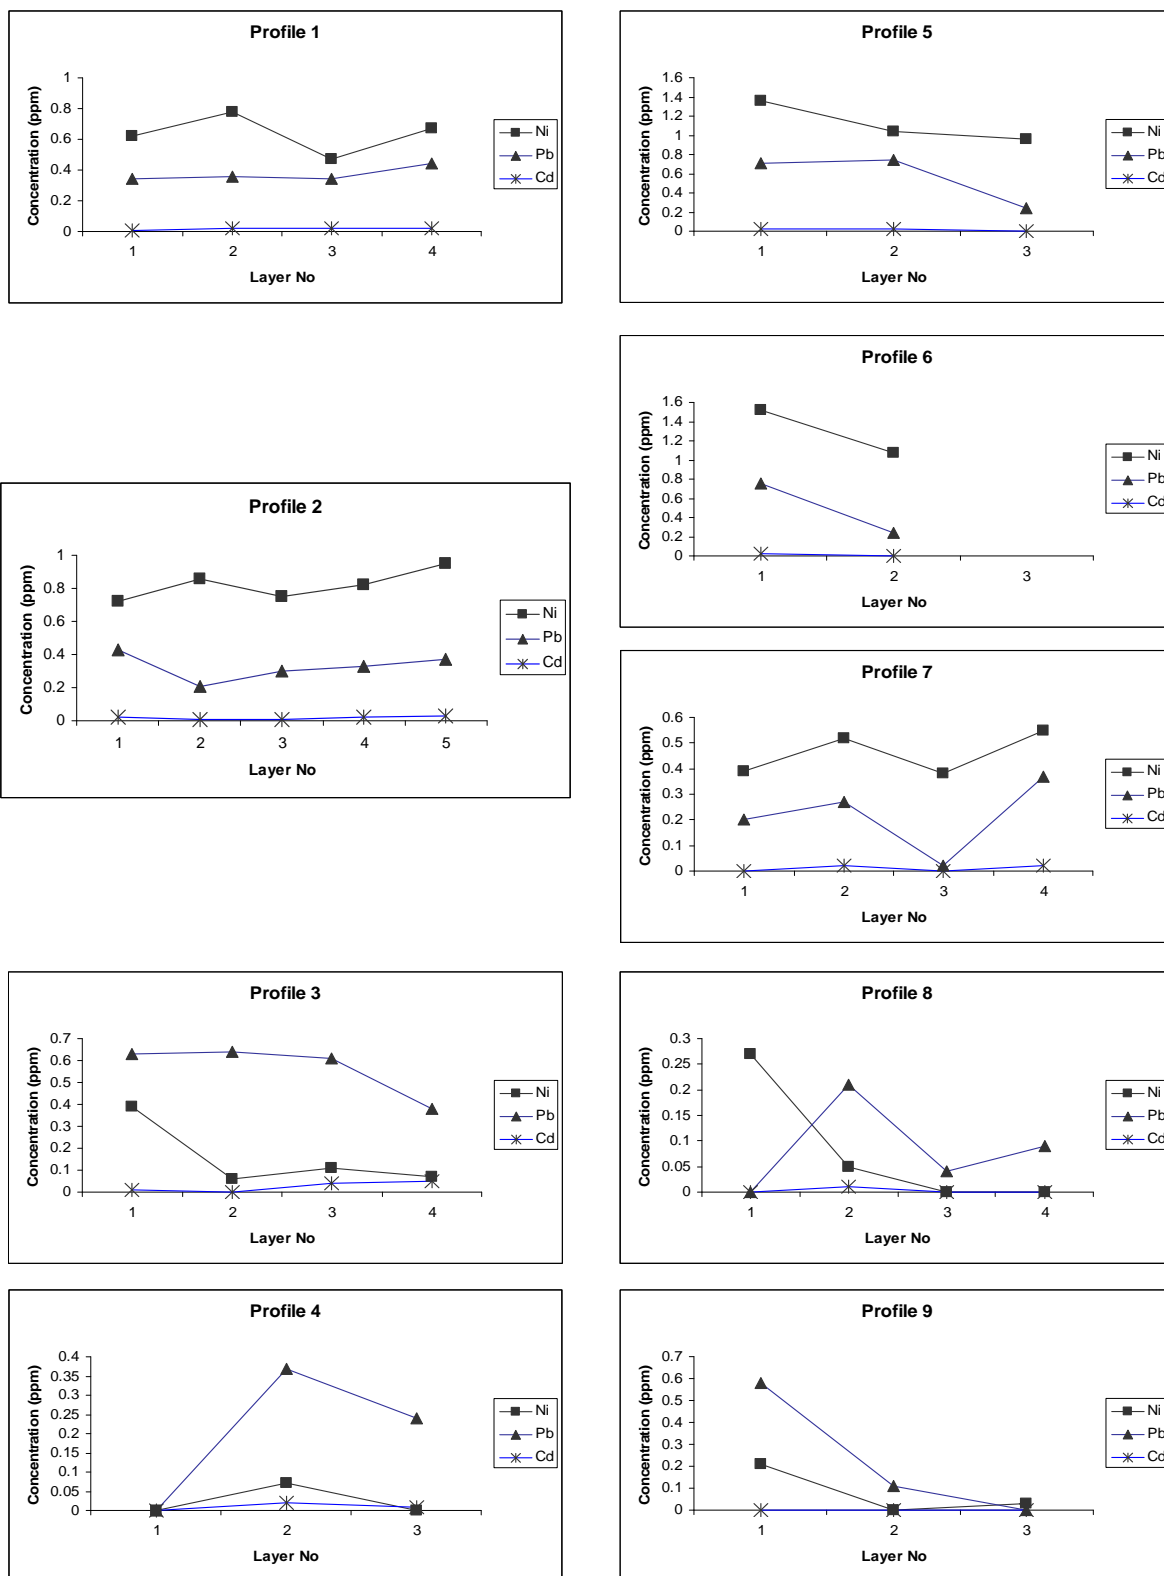 Profile 1
Concentration (ppm)
1
0.8
0.6
0.4
0.2
0
1 2 3 4
Layer No
Ni
Pb
Cd
Profile 2
Concentration (ppm)
1
0.8
0.6
0.4
0.2
0
1 2 3 4 5
Layer No
Ni
Pb
Cd
Profile 3
Concentration (ppm)
0.7
0.6
0.5
0.4
0.3
0.2
0.1
0
1 2 3 4
Layer No
Ni
Pb
Cd
Profile 4
Concentration (ppm)
0.4
0.35
0.3
0.25
0.2
0.15
0.1
0.05
0
1 2 3
Layer No
Ni
Pb
Cd
Profile 5
Concentration (ppm)
1.6
1.4
1.2
1
0.8
0.6
0.4
0.2
0
1 2 3
Layer No
Ni
Pb
Cd
Profile 6
Concentration (ppm)
1.6
1.4
1.2
1
0.8
0.6
0.4
0.2
0
1 2 3
Layer No
Ni
Pb
Cd
Profile 7
Concentration (ppm)
0.6
0.5
0.4
0.3
0.2
0.1
0
1 2 3 4
Layer No
Ni
Pb
Cd
Profile 8
Concentration (ppm)
0.3
0.25
0.2
0.15
0.1
0.05
0
1 2 3 4
Layer No
Ni
Pb
Cd
Profile 9
Concentration (ppm)
0.7
0.6
0.5
0.4
0.3
0.2
0.1
0
1 2 3
Layer No
Ni
Pb
Cd